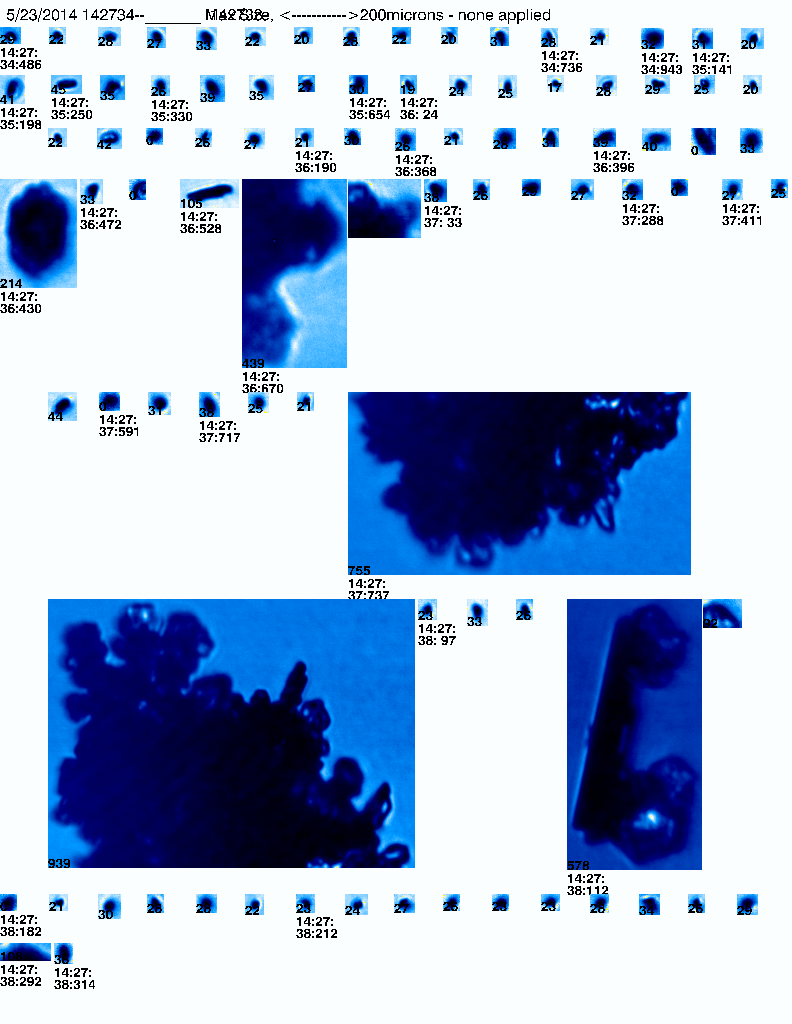 5/23/2014 142734--_______ Max Size, <----------->200microns - none applied
29 22 28 27 33 22 20 28 22 20 31 28 21 32 31 20
14:27:34:486 14:27:34:736 14:27:34:943 14:27:35:141
41 45 35 26 39 35 27 30 19 24 25 17 28 29 25 20
14:27:35:198 14:27:35:250 14:27:35:330 14:27:35:654 14:27:36: 24
22 42 0 26 27 21 30 26 21 28 31 39 40 0 33
14:27:36:190 14:27:36:368 14:27:36:396
214 33 0 105 439 38 26 28 27 32 0 27 25
14:27:36:430 14:27:36:472 14:27:36:528 14:27:36:670 14:27:37: 33 14:27:37:288 14:27:37:411
44 0 31 38 25 21 755
14:27:37:591 14:27:37:717 14:27:37:737
939 23 33 26 578
14:27:38: 97 14:27:38:112
21 30 28 28 22 23 24 27 28 28 23 28 34 26 29
14:27:38:182 14:27:38:212
38
14:27:38:292 14:27:38:314